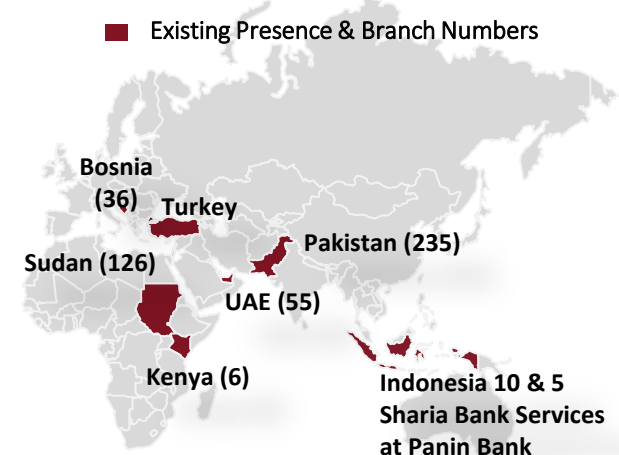 Existing Presence & Branch Numbers
Bosnia
(36)
Turkey
Pakistan (235)
Sudan (126)
UAE (55)
Kenya (6)
Indonesia 10 & 5
Sharia Bank Services
at Panin Bank